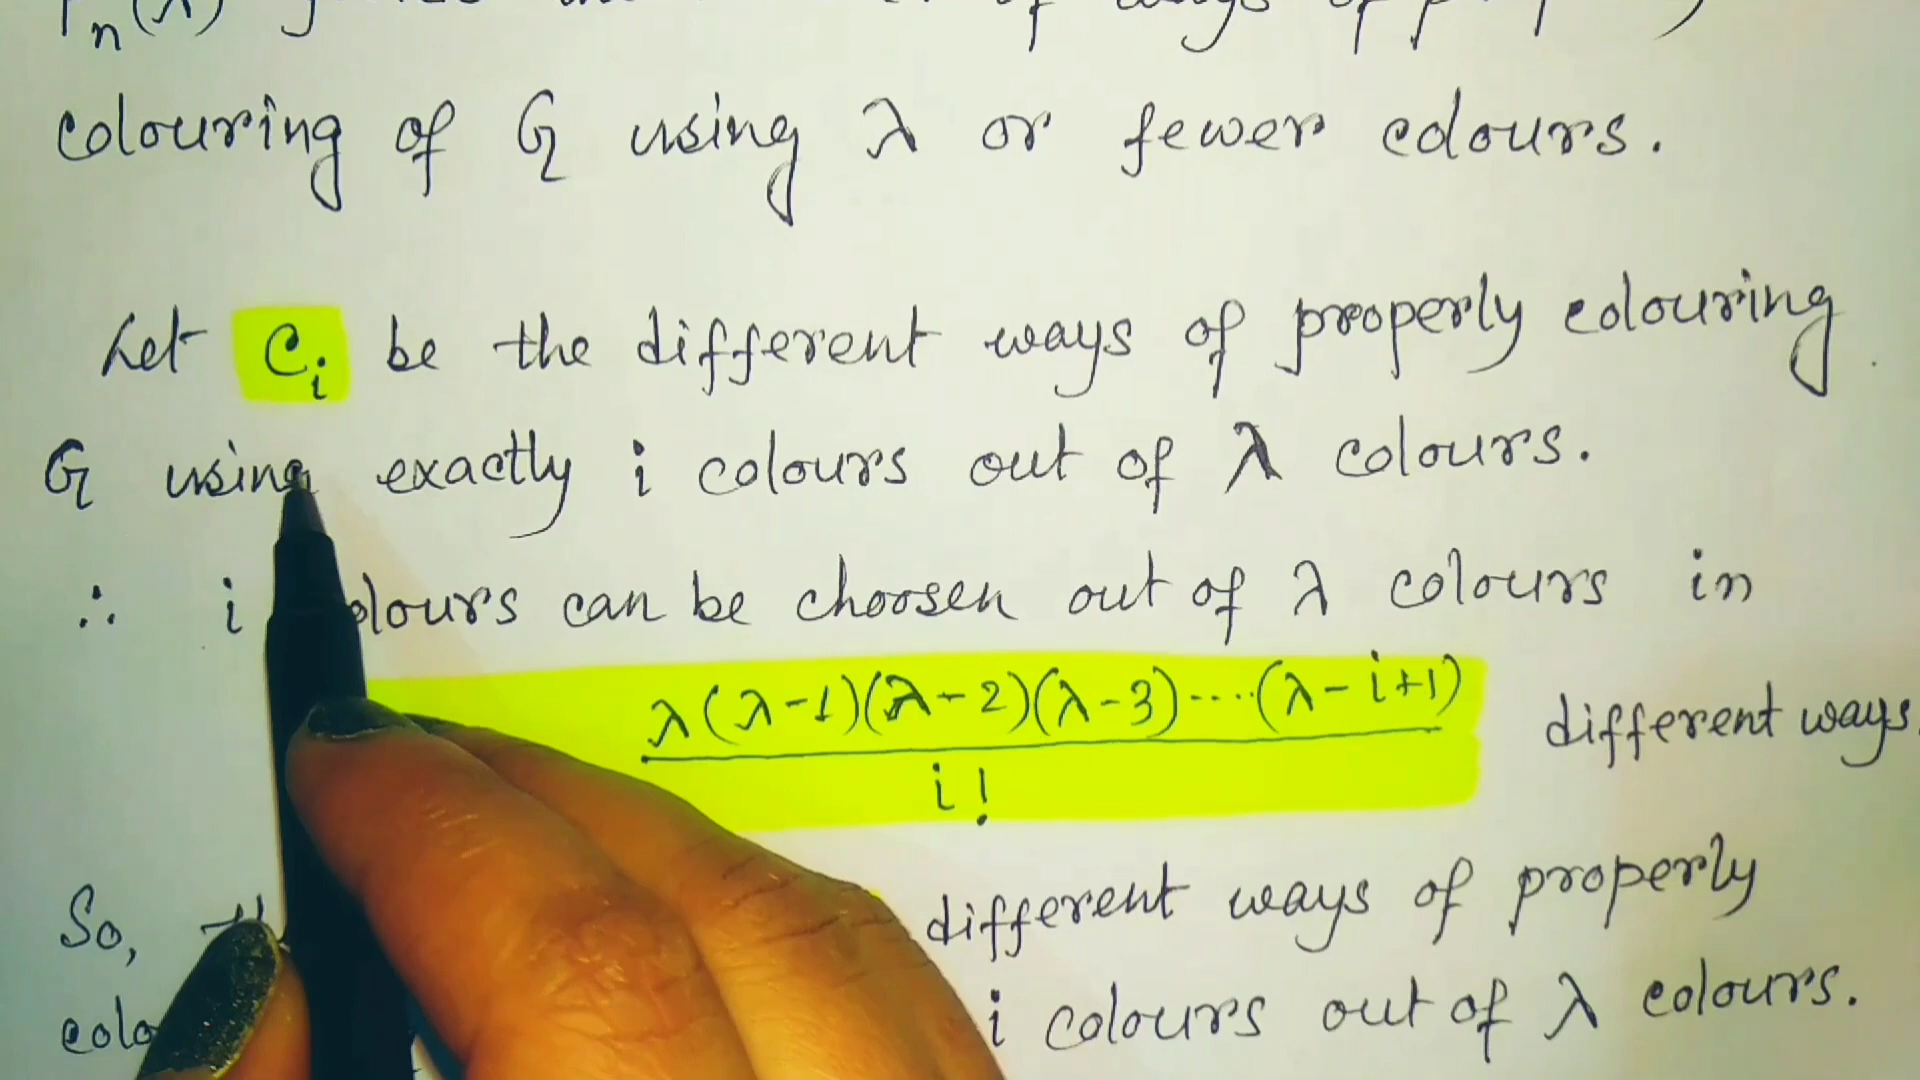 colouring of G using λ or fewer colours.
Let Ci be the different ways of properly colouring
G using exactly i colours out of λ colours.
∴ i colours can be choosen out of λ colours in
λ(λ-1)(λ-2)(λ-3)....(λ-i+1)
i!
different ways.
So, different ways of properly
i colours out of λ colours.